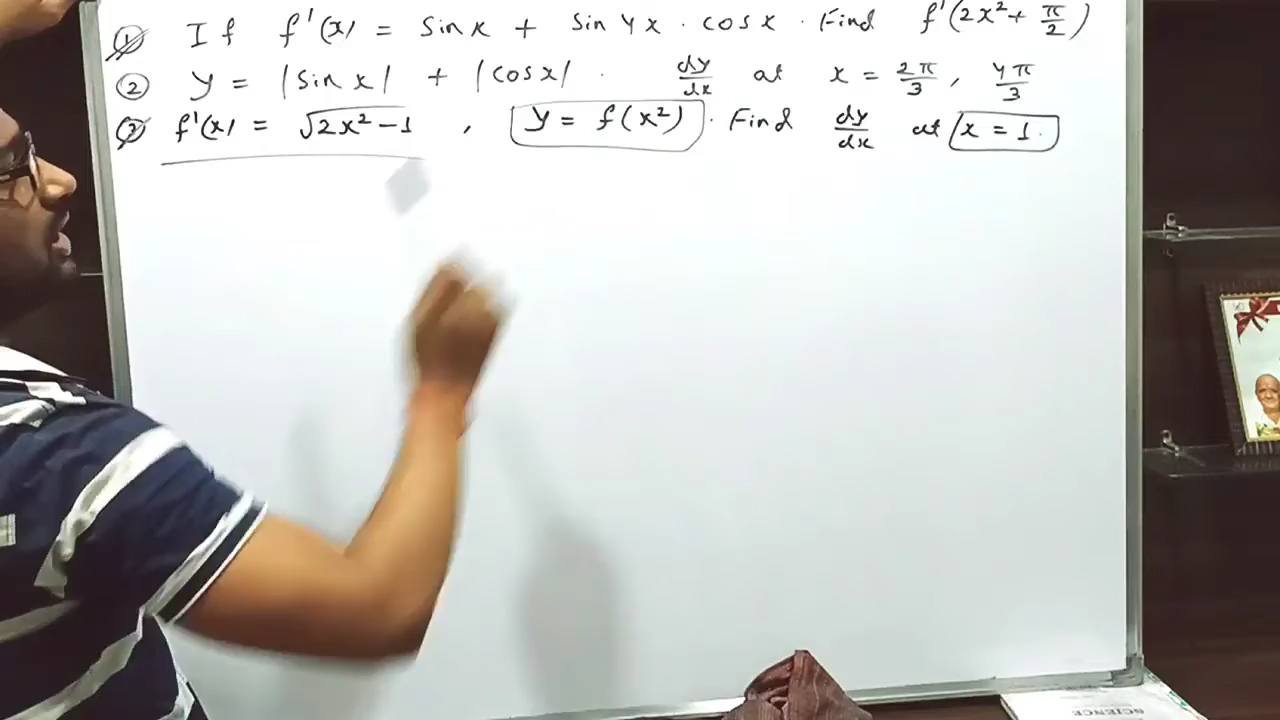 ① If f'(x) = sin x + sin 4x . cos x . Find f'(2x² + π/2)
② y = |sin x| + |cos x| . dy/dx at x = 2π/3 , 4π/3
③ f'(x) = √2x²-1 , y = f(x²) . Find dy/dx at x = 1 .
SCIENCE